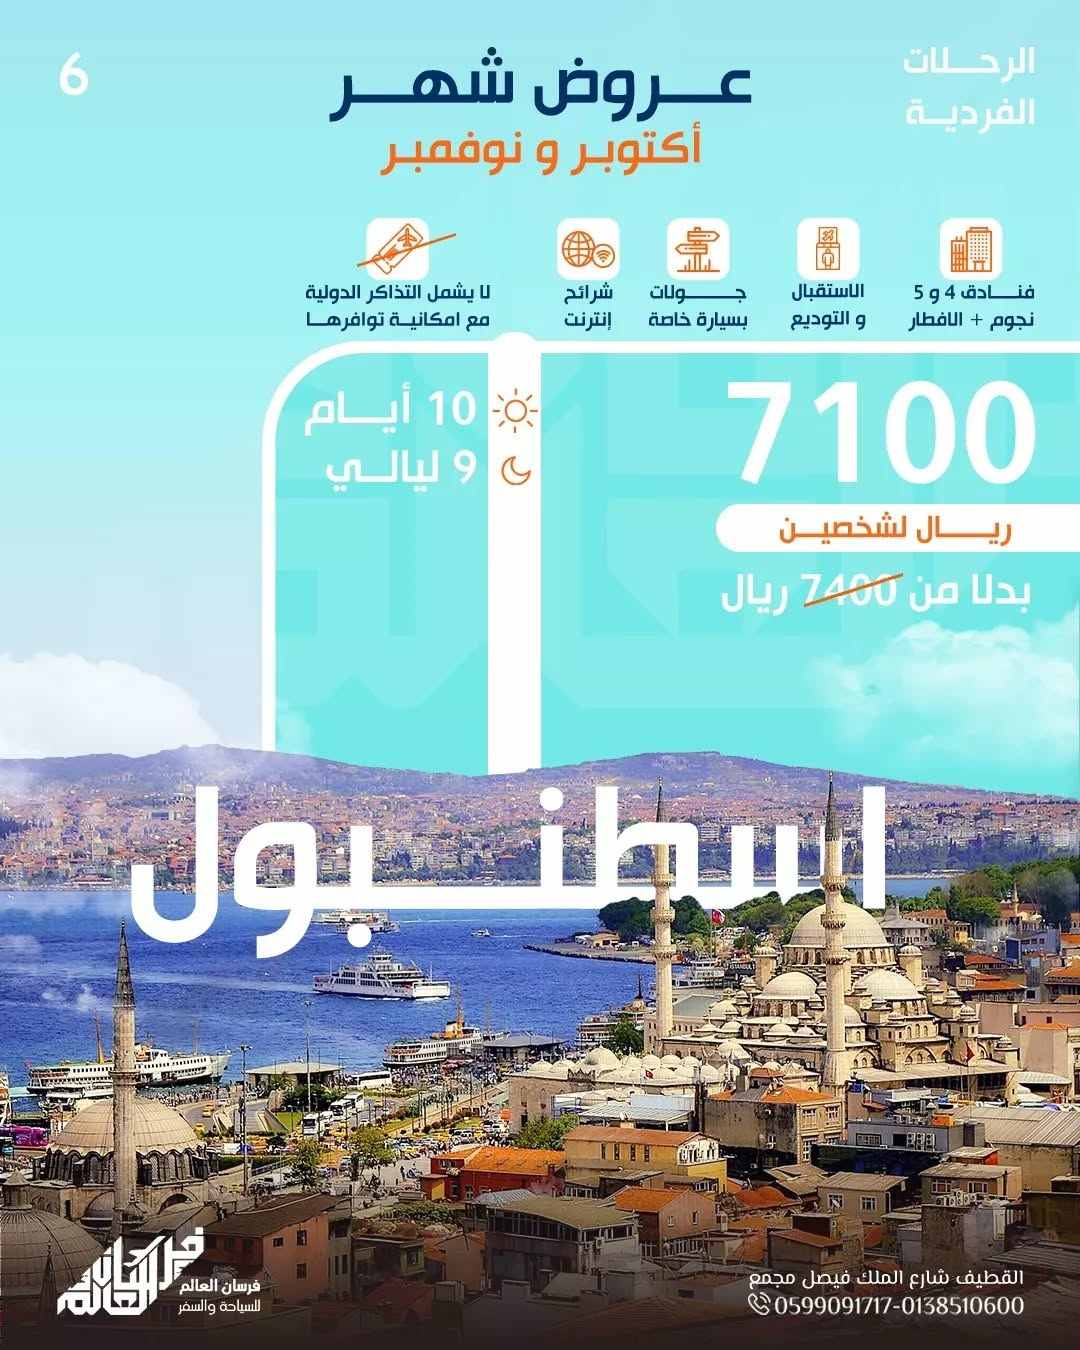 الرحلات
الفردية
عروض شهر
أكتوبر و نوفمبر
6
فنادق 4 و 5
نجوم + الافطار
الاستقبال
و التوديع
جولات
بسيارة خاصة
شرائح
إنترنت
لا يشمل التذاكر الدولية
مع امكانية توافرها
7100
ريال لشخصين
بدلا من 7400 ريال
10 أيام
9 ليالي
اسطنبول
القطيف شارع الملك فيصل مجمع
0599091717-0138510600
فرسان العالم
فرسان العالم
للسياحة والسفر